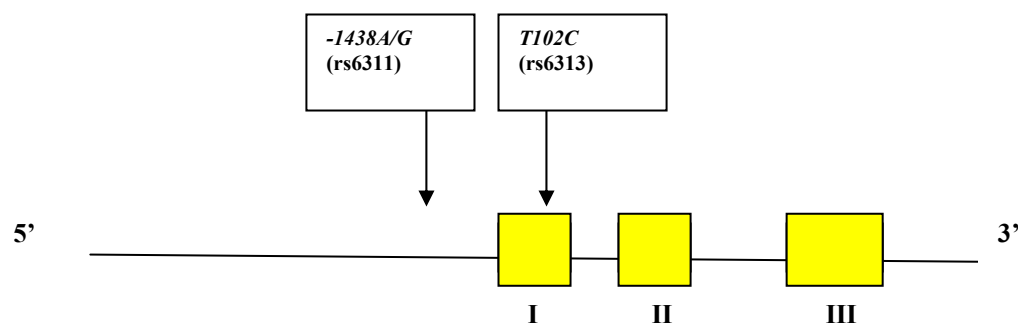 -1438A/G
(rs6311)
T102C
(rs6313)
5’
3’
I
II
III